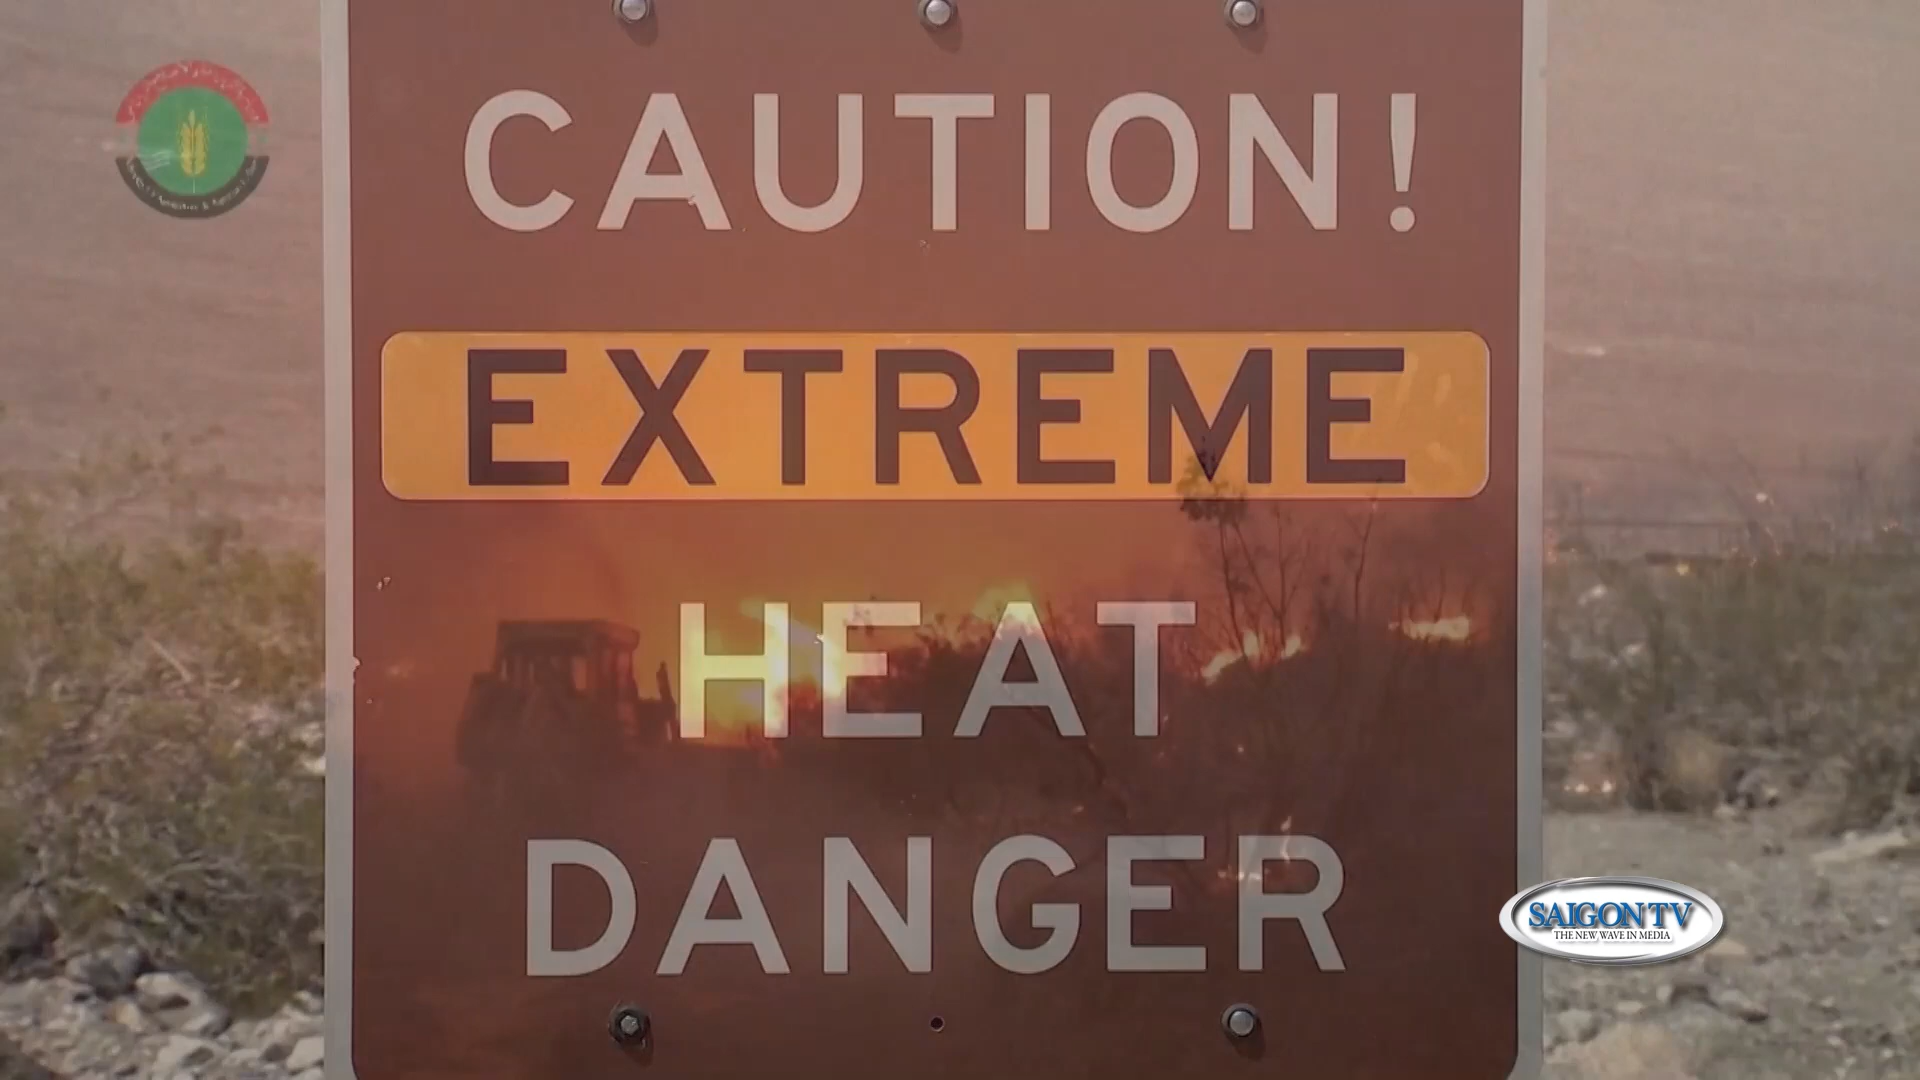 CAUTION!
EXTREME
HEAT
DANGER
SAIGON TV
THE NEW WAVE IN MEDIA